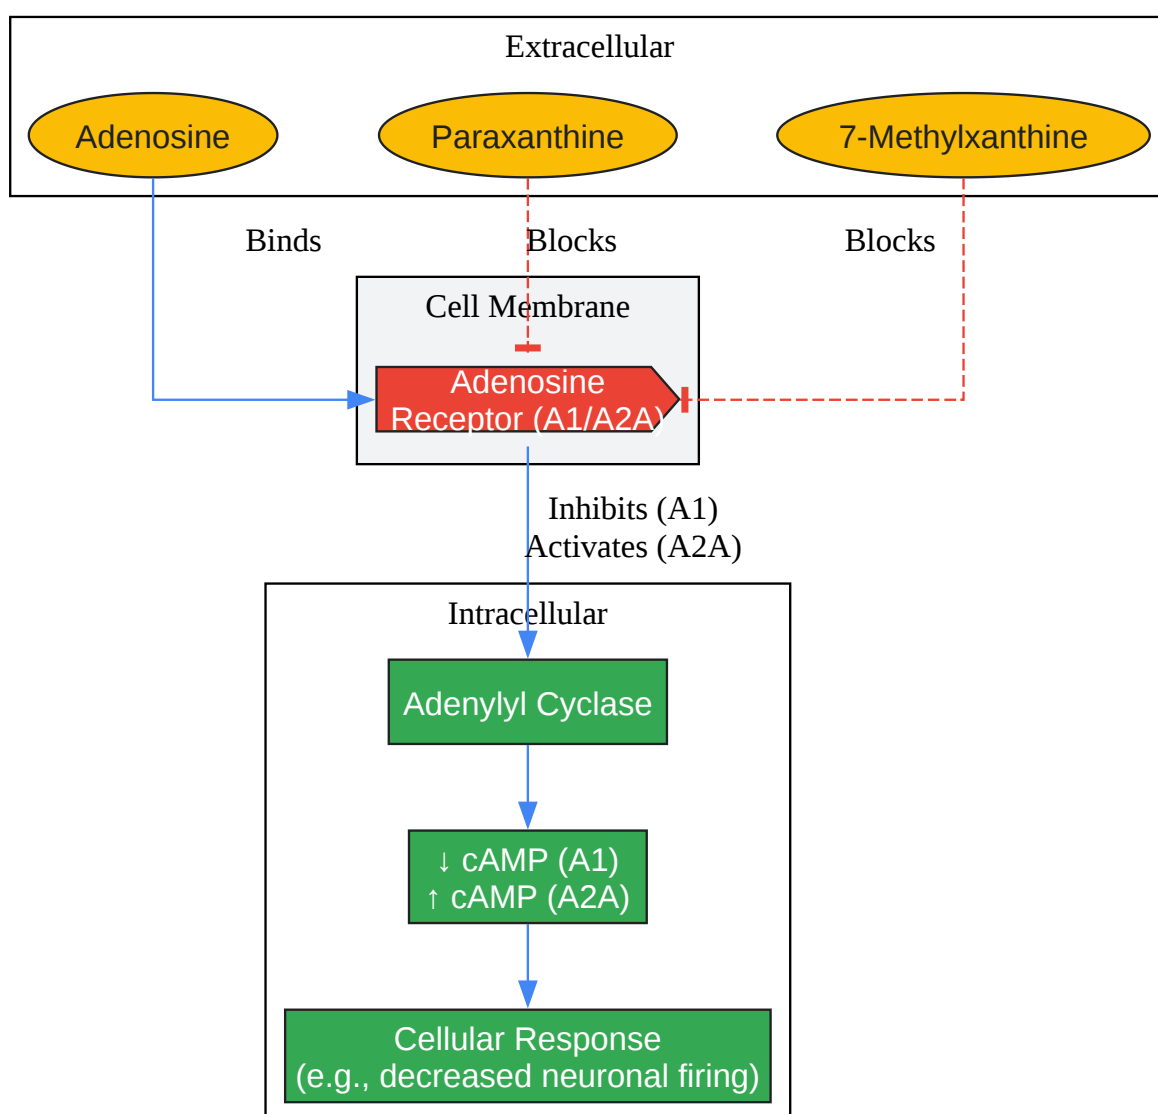 Extracellular
Adenosine
Paraxanthine
7-Methylxanthine
Binds
Blocks
Blocks
Cell Membrane
Adenosine
Receptor (A1/A2A)
Inhibits (A1)
Activates (A2A)
Intracellular
Adenylyl Cyclase
↓ cAMP (A1)
↑ cAMP (A2A)
Cellular Response
(e.g., decreased neuronal firing)